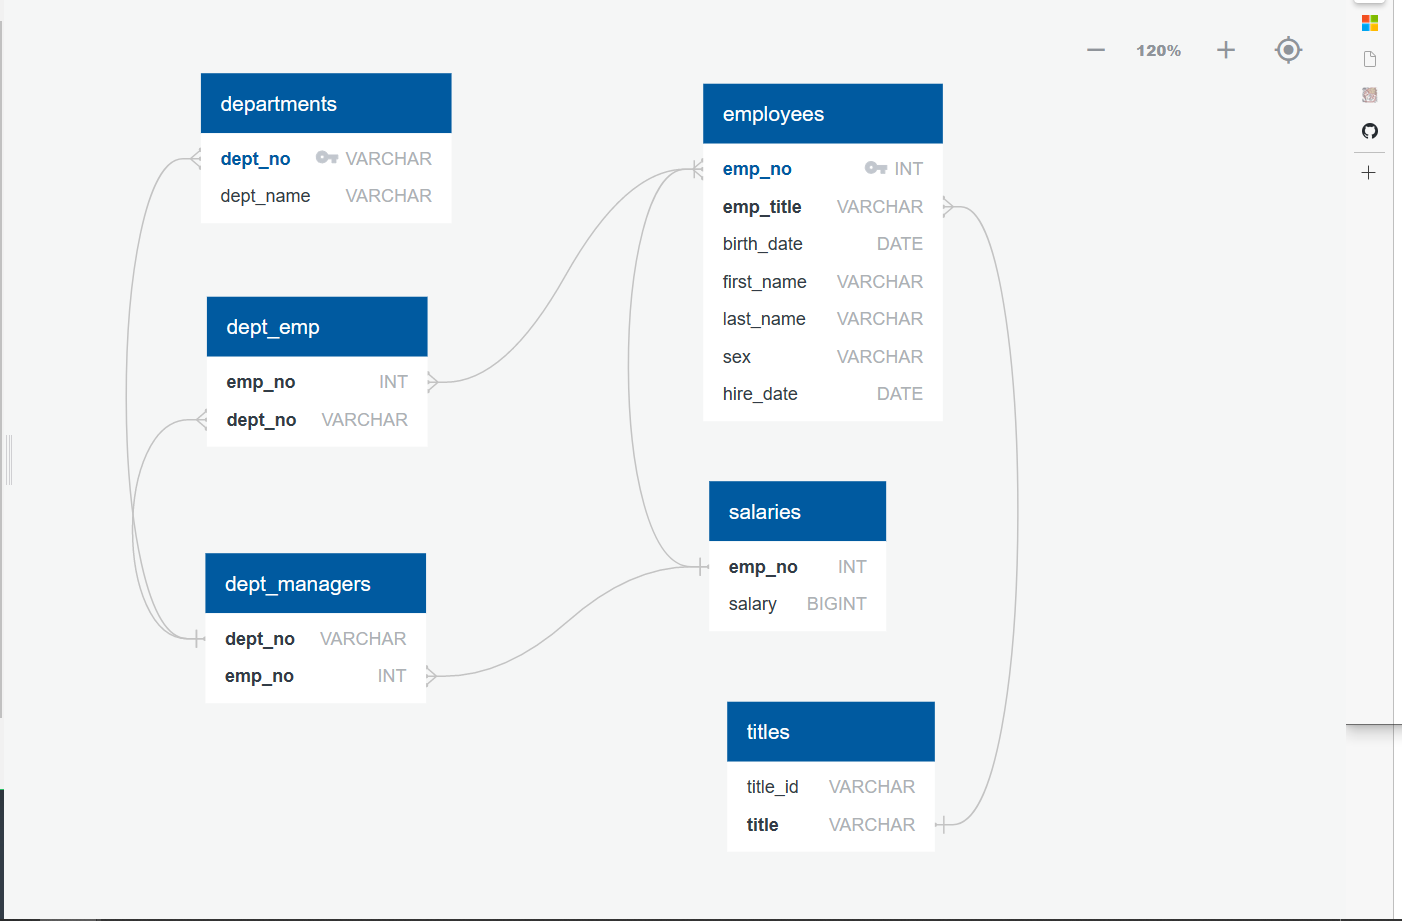 120%
departments
dept_no VARCHAR
dept_name VARCHAR
employees
emp_no INT
emp_title VARCHAR
birth_date DATE
first_name VARCHAR
last_name VARCHAR
sex VARCHAR
hire_date DATE
dept_emp
emp_no INT
dept_no VARCHAR
salaries
emp_no INT
salary BIGINT
dept_managers
dept_no VARCHAR
emp_no INT
titles
title_id VARCHAR
title VARCHAR